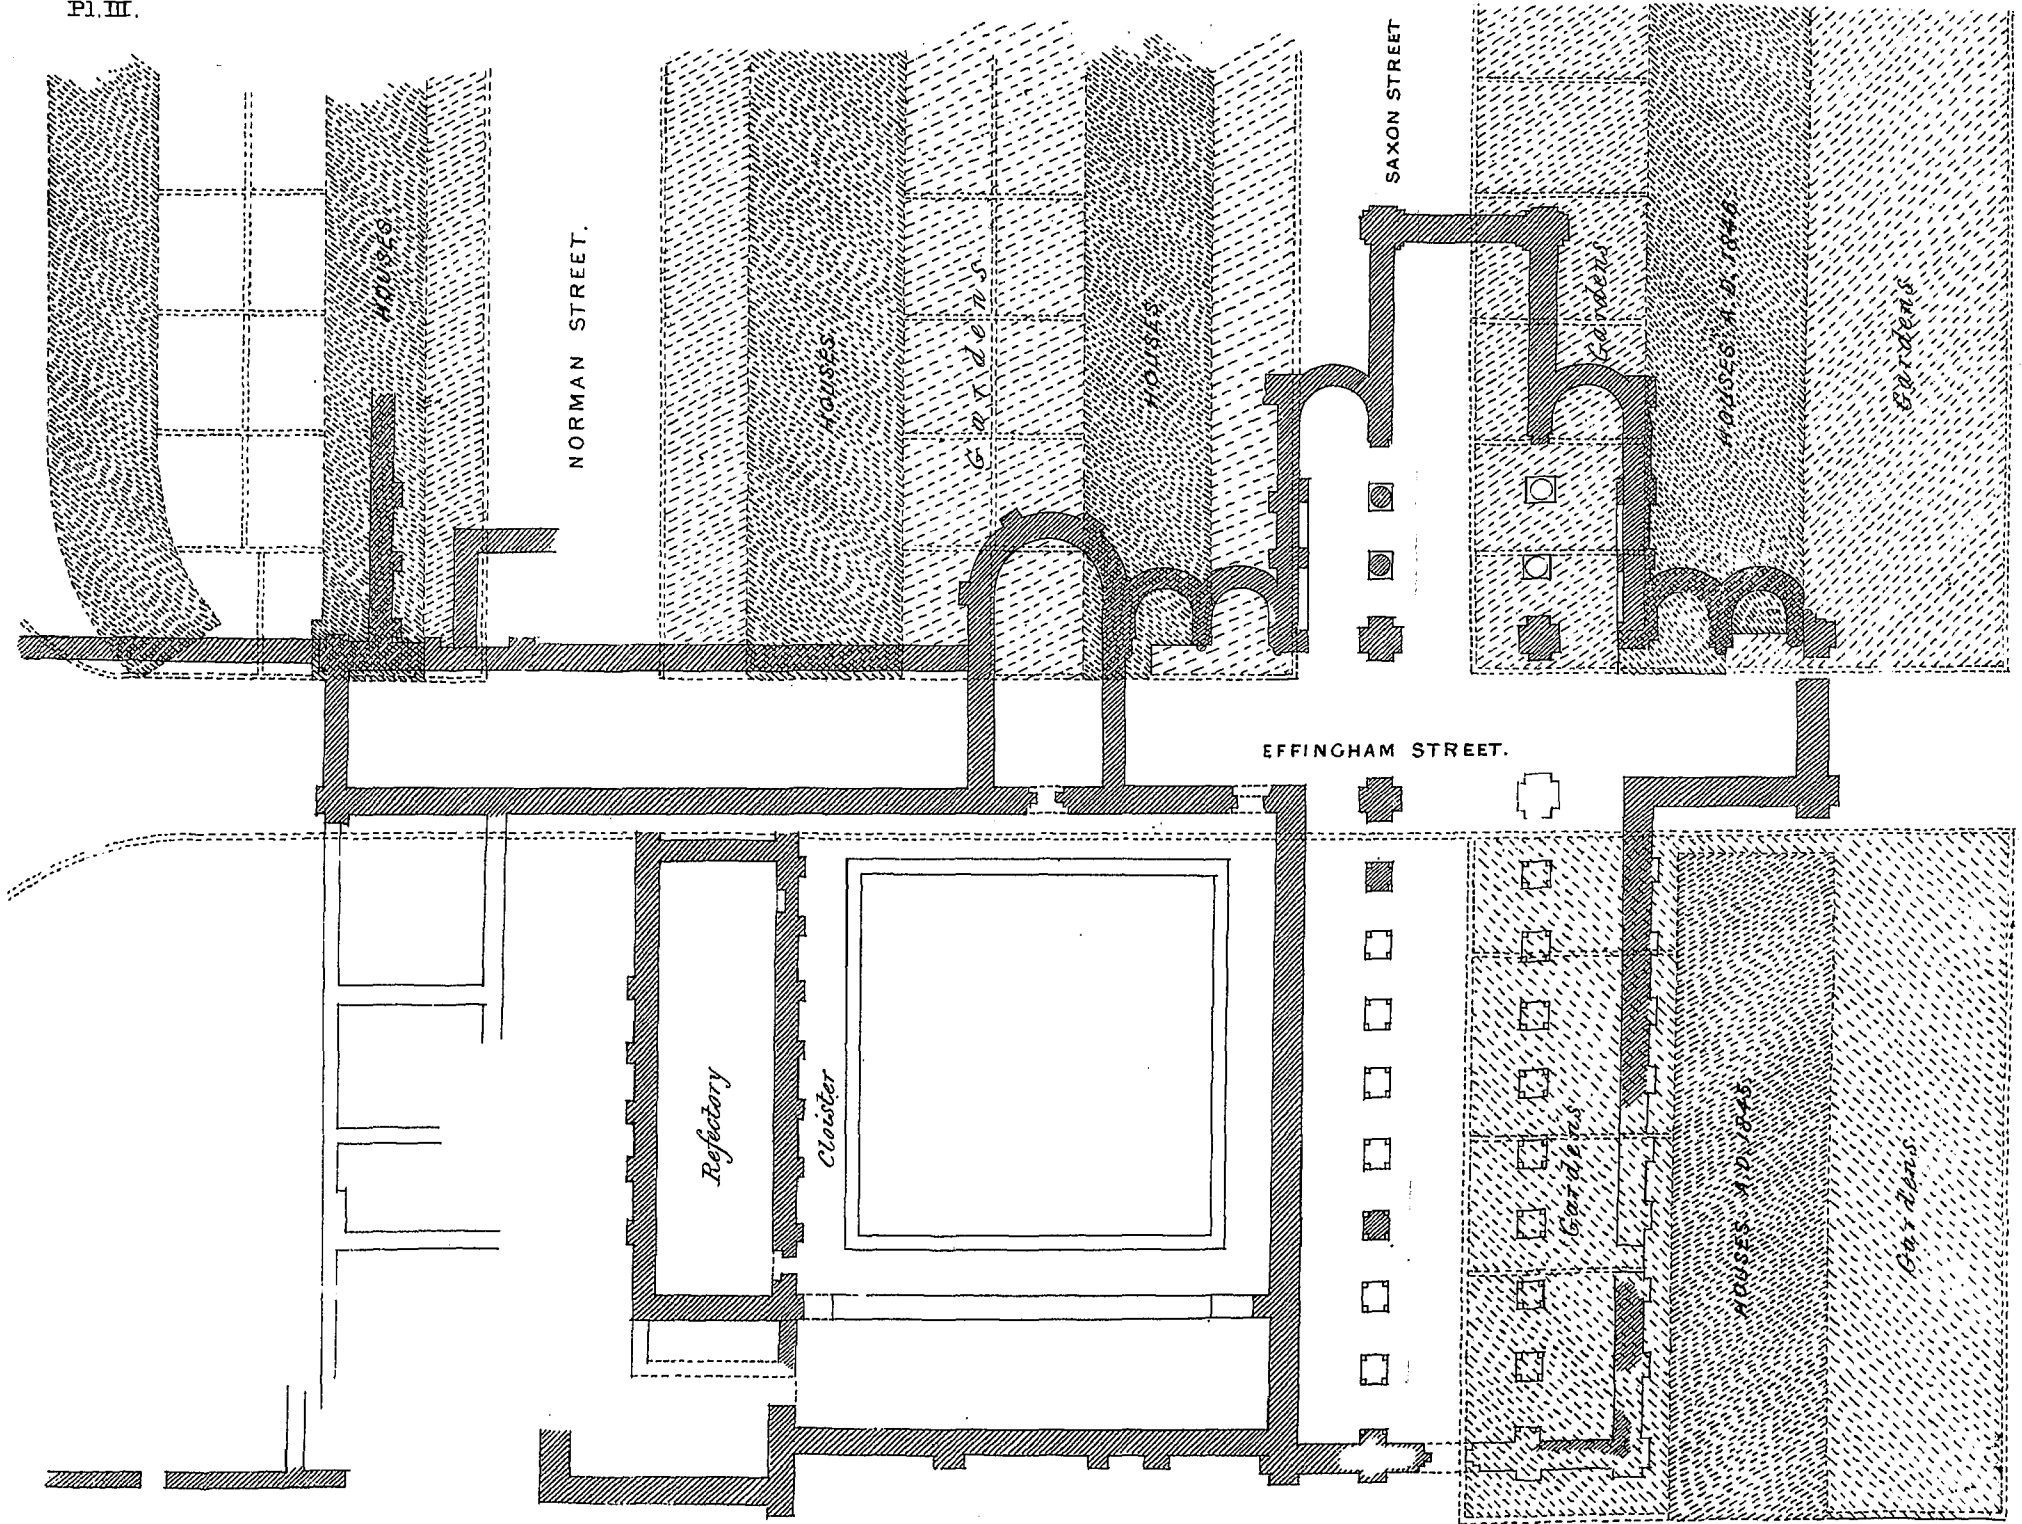 Pl. III.
HOUSES
NORMAN STREET.
HOUSES
Gardens
HOUSES
SAXON STREET
Gardens
HOUSES A.D. 1846.
Gardens
EFFINGHAM STREET.
Refectory
Cloister
Gardens
HOUSES A.D. 1845
Gardens